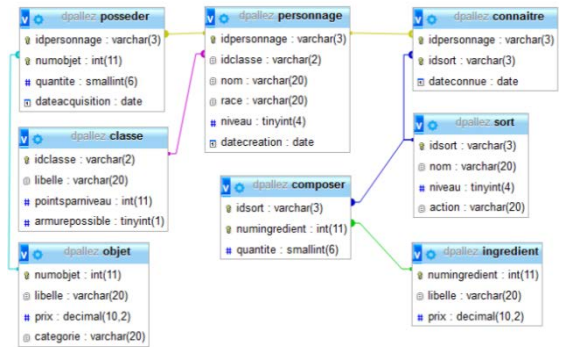 dpallez posseder
idpersonnage : varchar(3)
numobjet : int(11)
# quantite : smallint(6)
dateacquisition : date
dpallez personnage
idpersonnage : varchar(3)
idclasse : varchar(2)
nom : varchar(20)
race : varchar(20)
# niveau : tinyint(4)
datecreation : date
dpallez connaitre
idpersonnage : varchar(3)
idsort : varchar(3)
dateconnue : date
dpallez classe
idclasse : varchar(2)
libelle : varchar(20)
# pointsparniveau : int(11)
# armurepossible : tinyint(1)
dpallez sort
idsort : varchar(3)
nom : varchar(20)
# niveau : tinyint(4)
action : varchar(20)
dpallez composer
idsort : varchar(3)
numingredient : int(11)
# quantite : smallint(6)
dpallez objet
numobjet : int(11)
libelle : varchar(20)
# prix : decimal(10,2)
categorie : varchar(20)
dpallez ingredient
numingredient : int(11)
libelle : varchar(20)
# prix : decimal(10,2)